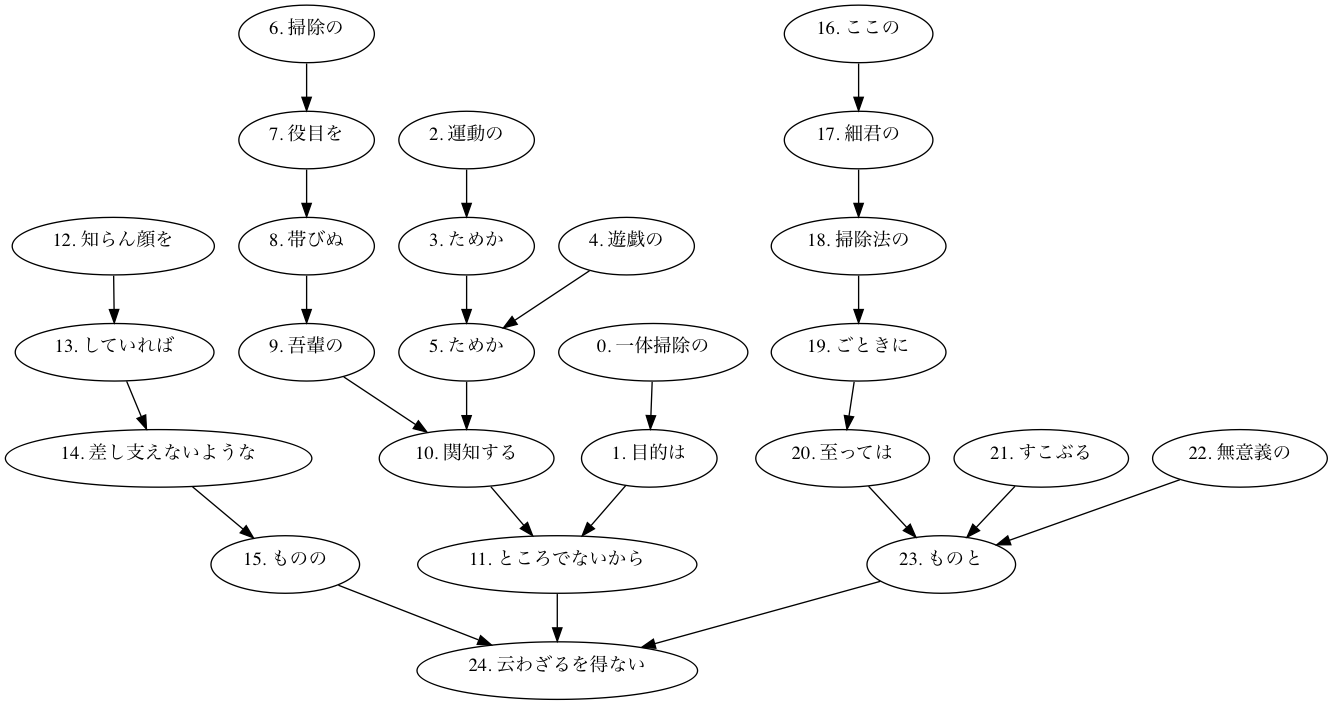 6. 掃除の
16. ここの
7. 役目を
2. 運動の
17. 細君の
12. 知らん顔を
8. 帯びぬ
3. ためか
4. 遊戯の
18. 掃除法の
13. していれば
9. 吾輩の
5. ためか
0. 一体掃除の
19. ごときに
14. 差し支えないような
10. 関知する
1. 目的は
20. 至っては
21. すこぶる
22. 無意義の
15. ものの
11. ところでないから
23. ものと
24. 云わざるを得ない